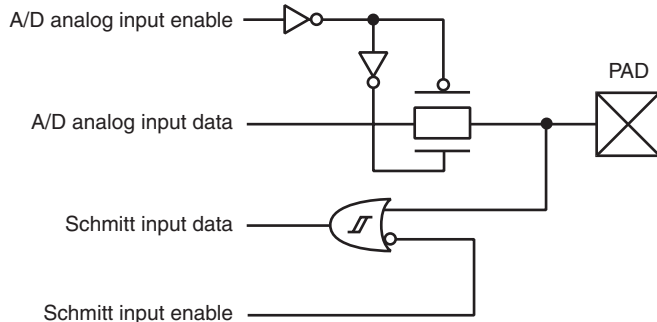 A/D analog input enable
PAD
A/D analog input data
Schmitt input data
Schmitt input enable